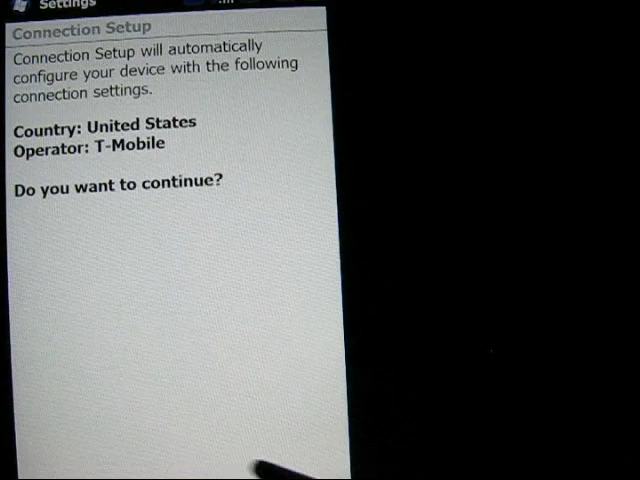 Settings
Connection Setup
Connection Setup will automatically
configure your device with the following
connection settings.
Country: United States
Operator: T-Mobile
Do you want to continue?